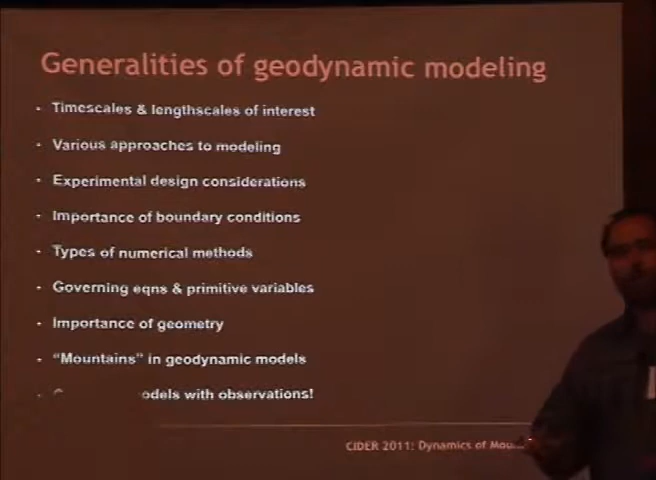 Generalities of geodynamic modeling
• Timescales & lengthscales of interest
• Various approaches to modeling
• Experimental design considerations
• Importance of boundary conditions
• Types of numerical methods
• Governing eqns & primitive variables
• Importance of geometry
• “Mountains” in geodynamic models
• with observations!
CIDER 2011: Dynamics of